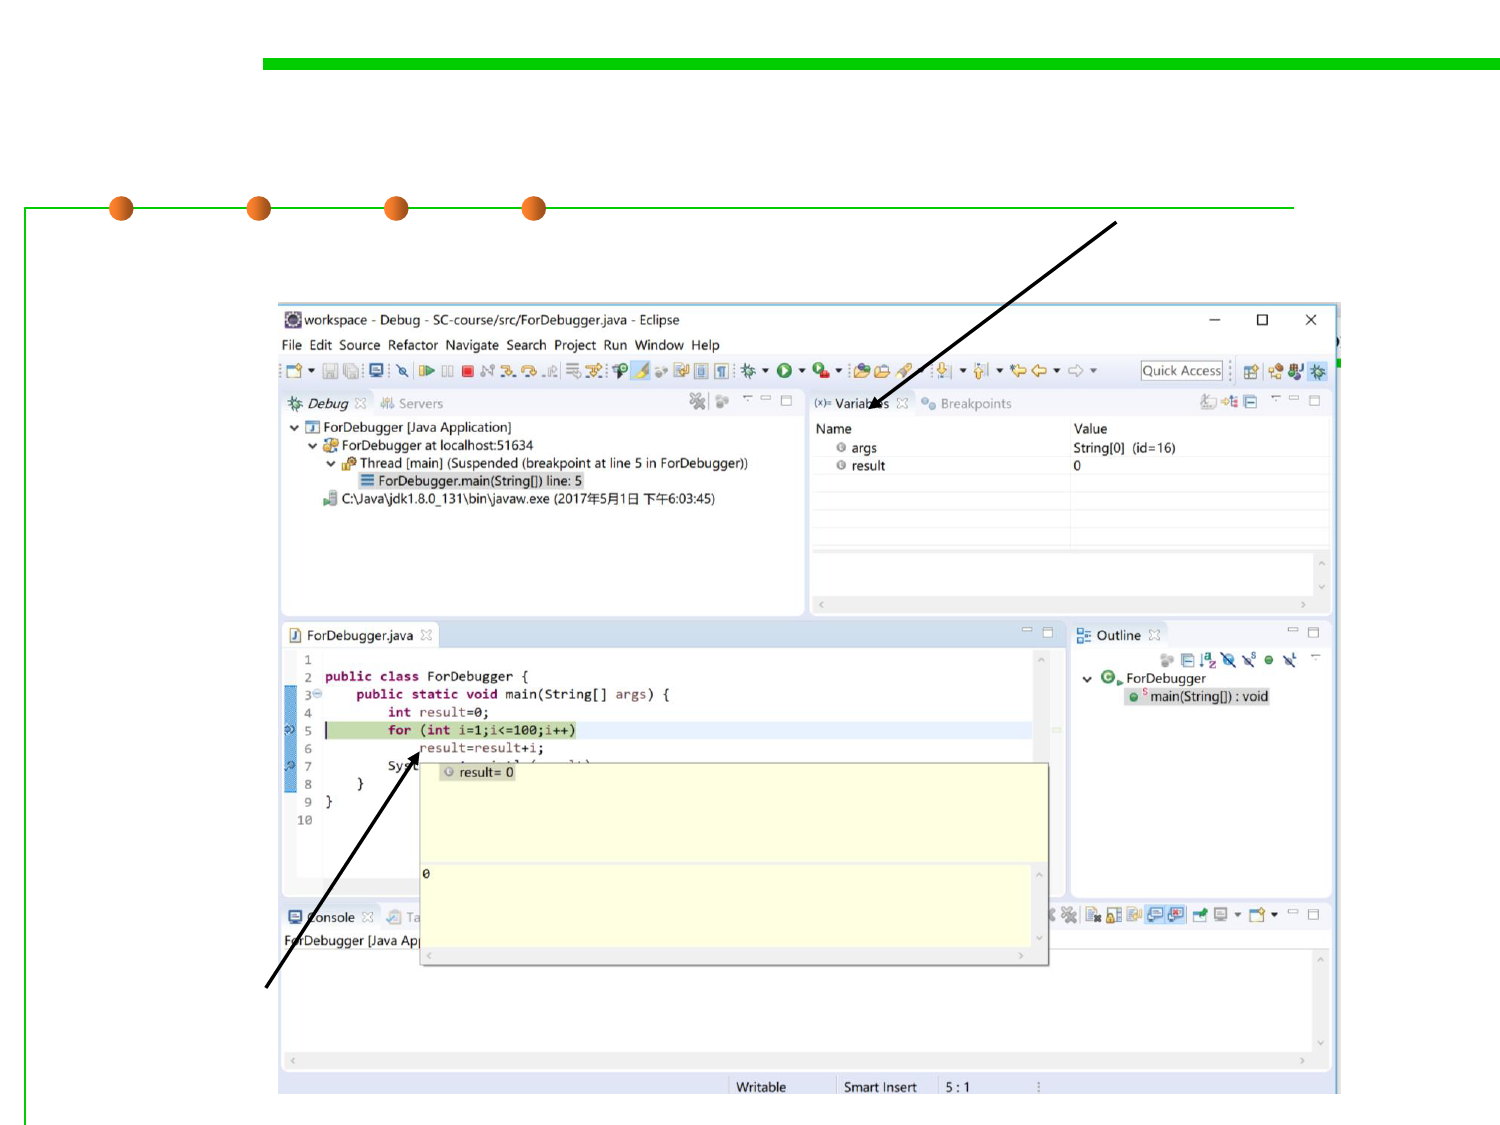 workspace - Debug - SC-course/src/ForDebugger.java - Eclipse
File Edit Source Refactor Navigate Search Project Run Window Help
Quick Access
Debug Servers
ForDebugger [Java Application]
ForDebugger at localhost:51634
Thread [main] (Suspended (breakpoint at line 5 in ForDebugger))
ForDebugger.main(String[]) line: 5
C:\Java\jdk1.8.0_131\bin\javaw.exe (2017年5月1日 下午6:03:45)
(x)= Variables Breakpoints
Name Value
args String[0] (id=16)
result 0
ForDebugger.java
1
2 public class ForDebugger {
3 public static void main(String[] args) {
4 int result=0;
5 for (int i=1;i<=100;i++)
6 result=result+i;
7 Syst
8 }
9 }
10
result= 0
0
Outline
ForDebugger
main(String[]) : void
Console Ta
ForDebugger [Java App
Writable Smart Insert 5 : 1